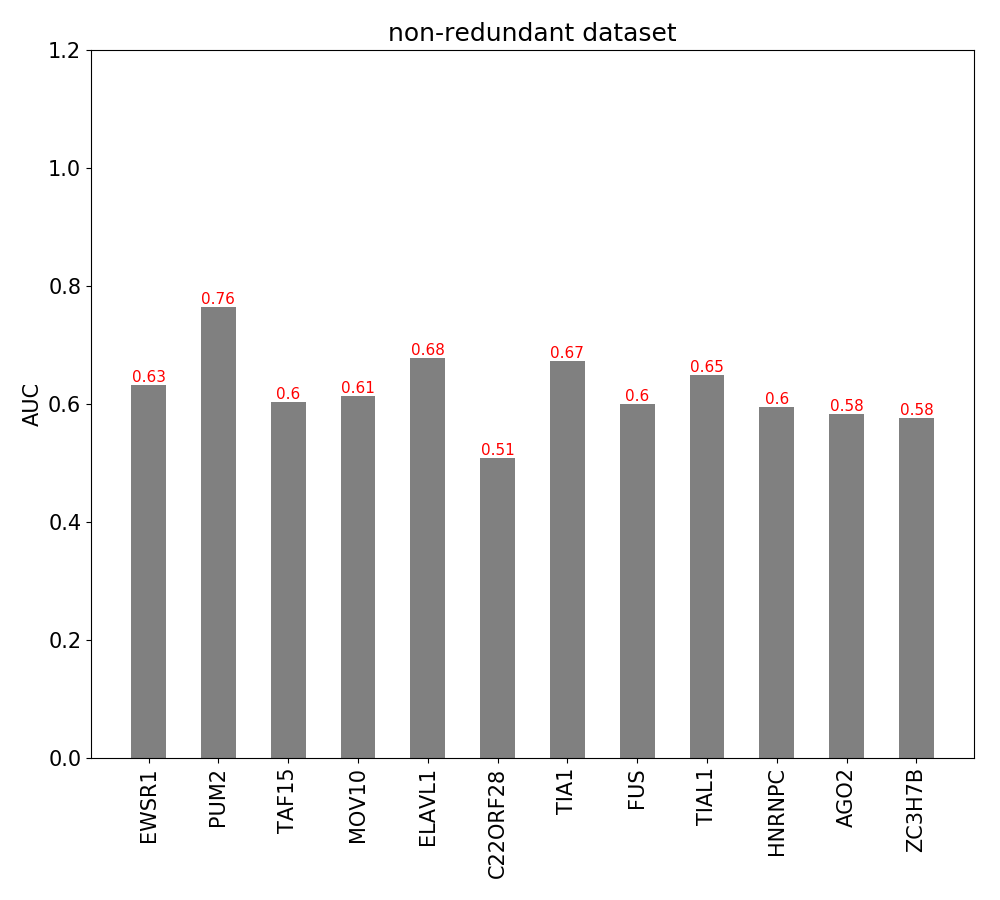 non-redundant dataset
1.2
1.0
0.8
0.6
0.4
0.2
0.0
AUC
0.63
0.76
0.6
0.61
0.68
0.51
0.67
0.6
0.65
0.6
0.58
0.58
EWSR1
PUM2
TAF15
MOV10
ELAVL1
C22ORF28
TIA1
FUS
TIAL1
HNRNPC
AGO2
ZC3H7B